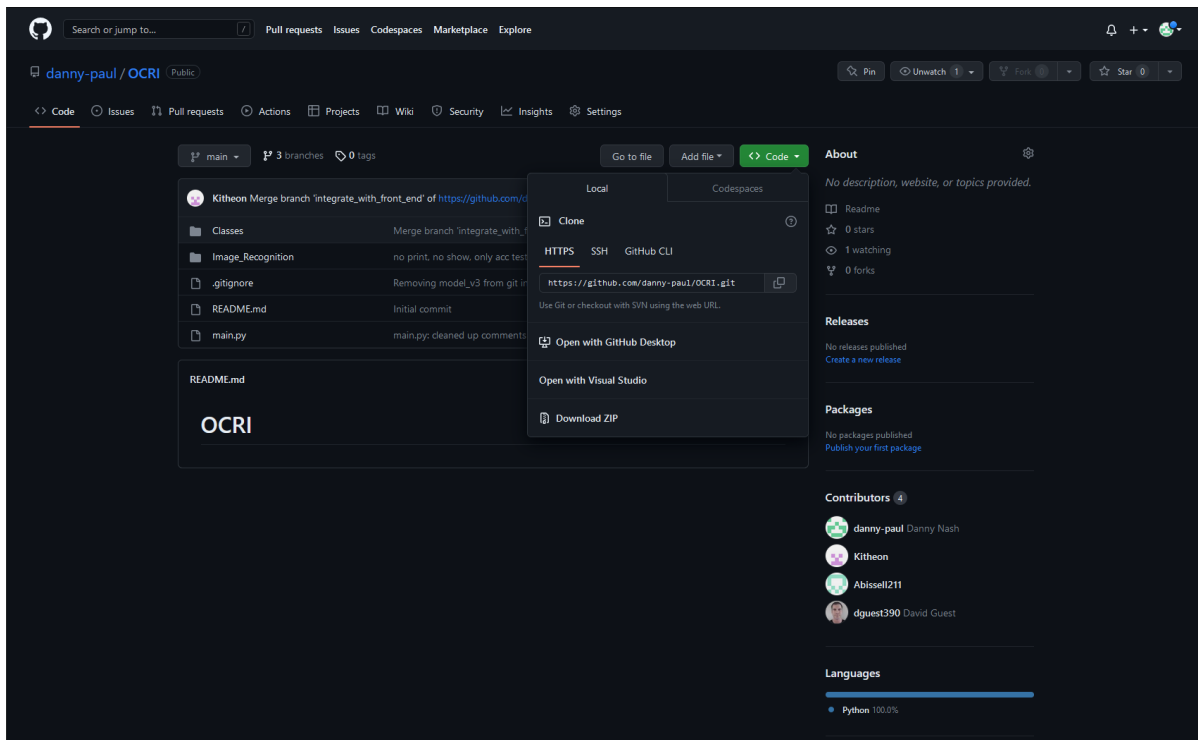 Search or jump to... /
Pull requests Issues Codespaces Marketplace Explore
danny-paul / OCRI Public
Pin Unwatch 1 Fork 0 Star 0
Code Issues Pull requests Actions Projects Wiki Security Insights Settings
main 3 branches 0 tags Go to file Add file Code
Kitheon Merge branch 'integrate_with_front_end' of https://github.com/d
Classes Merge branch 'integrate_with_f
Image_Recognition no print, no show, only acc test
.gitignore Removing model_v3 from git i
README.md Initial commit
main.py main.py: cleaned up comments
README.md
OCRI
Local Codespaces
Clone
HTTPS SSH GitHub CLI
https://github.com/danny-paul/OCRI.git
Use Git or checkout with SVN using the web URL.
Open with GitHub Desktop
Open with Visual Studio
Download ZIP
About
No description, website, or topics provided.
Readme
0 stars
1 watching
0 forks
Releases
No releases published
Create a new release
Packages
No packages published
Publish your first package
Contributors 4
danny-paul Danny Nash
Kitheon
Abissell211
dguest390 David Guest
Languages
Python 100.0%